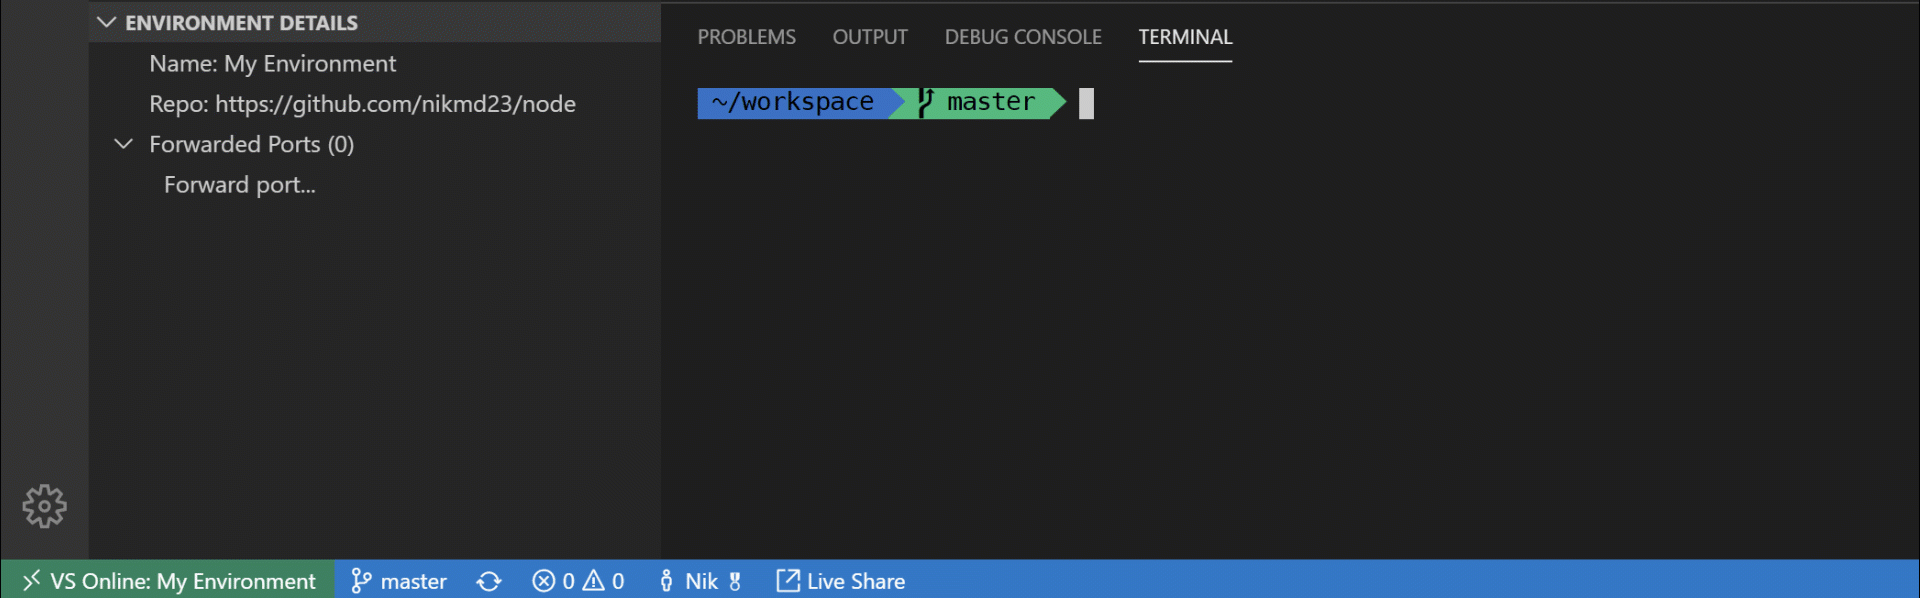 ENVIRONMENT DETAILS
Name: My Environment
Repo: https://github.com/nikmd23/node
Forwarded Ports (0)
Forward port...
PROBLEMS OUTPUT DEBUG CONSOLE TERMINAL
~/workspace master
VS Online: My Environment master 0 0 Nik Live Share